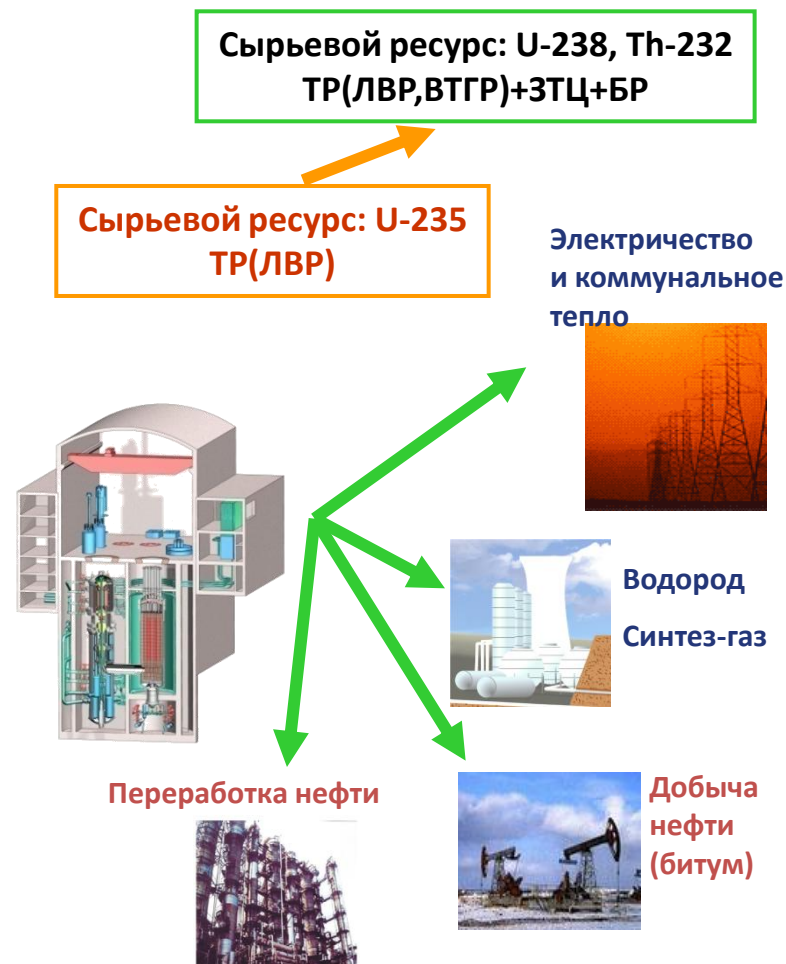 Сырьевой ресурс: U-238, Th-232
ТР(ЛВР,ВТГР)+ЗТЦ+БР
Сырьевой ресурс: U-235
ТР(ЛВР)
Электричество
и коммунальное
тепло
Водород
Синтез-газ
Переработка нефти
Добыча
нефти
(битум)